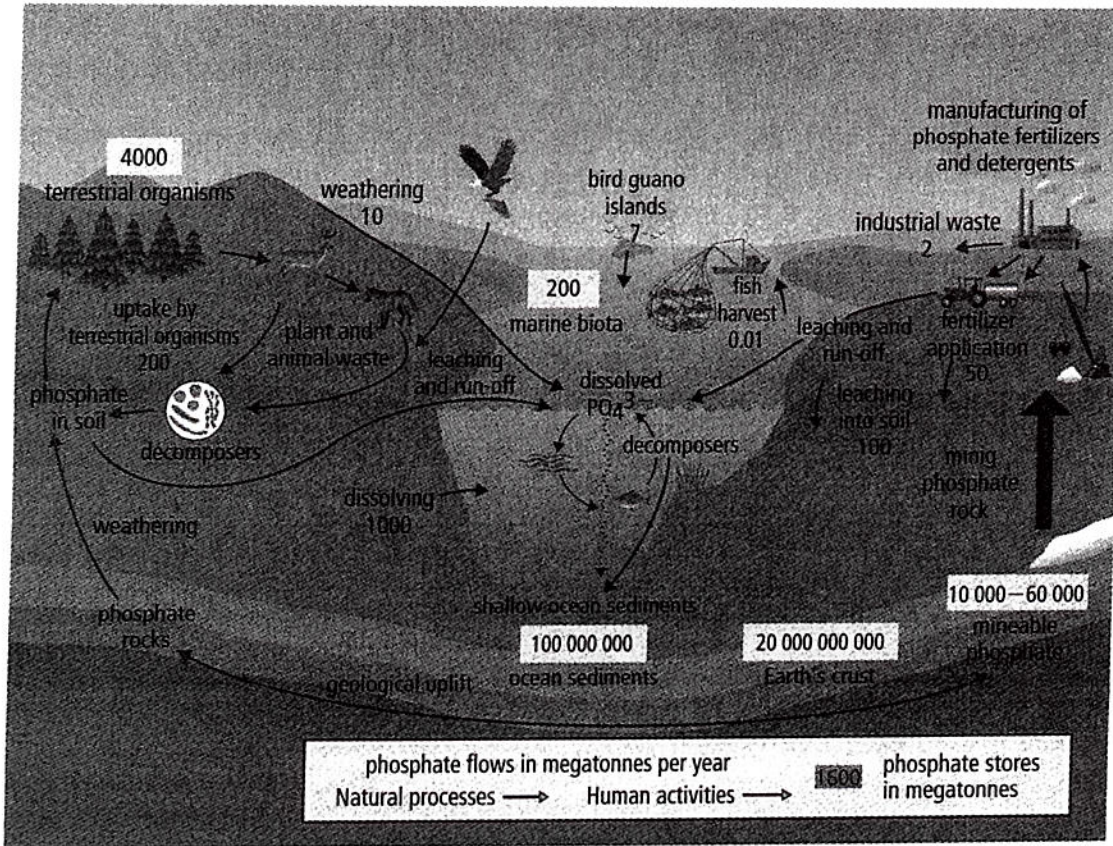 manufacturing of
phosphate fertilizers
and detergents
4000
terrestrial organisms
weathering
10
bird guano
islands
7
industrial waste
2
200
marine biota
fish
harvest
0.01
uptake by
terrestrial organisms
200
plant and
animal waste
leaching
and run-off
leaching and
run-off
fertilizer
application
50
phosphate
in soil
decomposers
dissolved
PO4 3
decomposers
leaching
into soil
100
minig
phosphate
rock
dissolving
1000
weathering
phosphate
rocks
shallow ocean sediments
100 000 000
ocean sediments
20 000 000 000
Earth's crust
10 000–60 000
mineable
phosphate
geological uplift
phosphate flows in megatonnes per year
Natural processes → Human activities →
1600
phosphate stores
in megatonnes